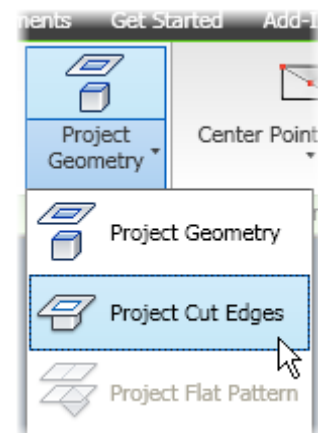 Get Started
Project
Geometry
Center Point
Project Geometry
Project Cut Edges
Project Flat Pattern